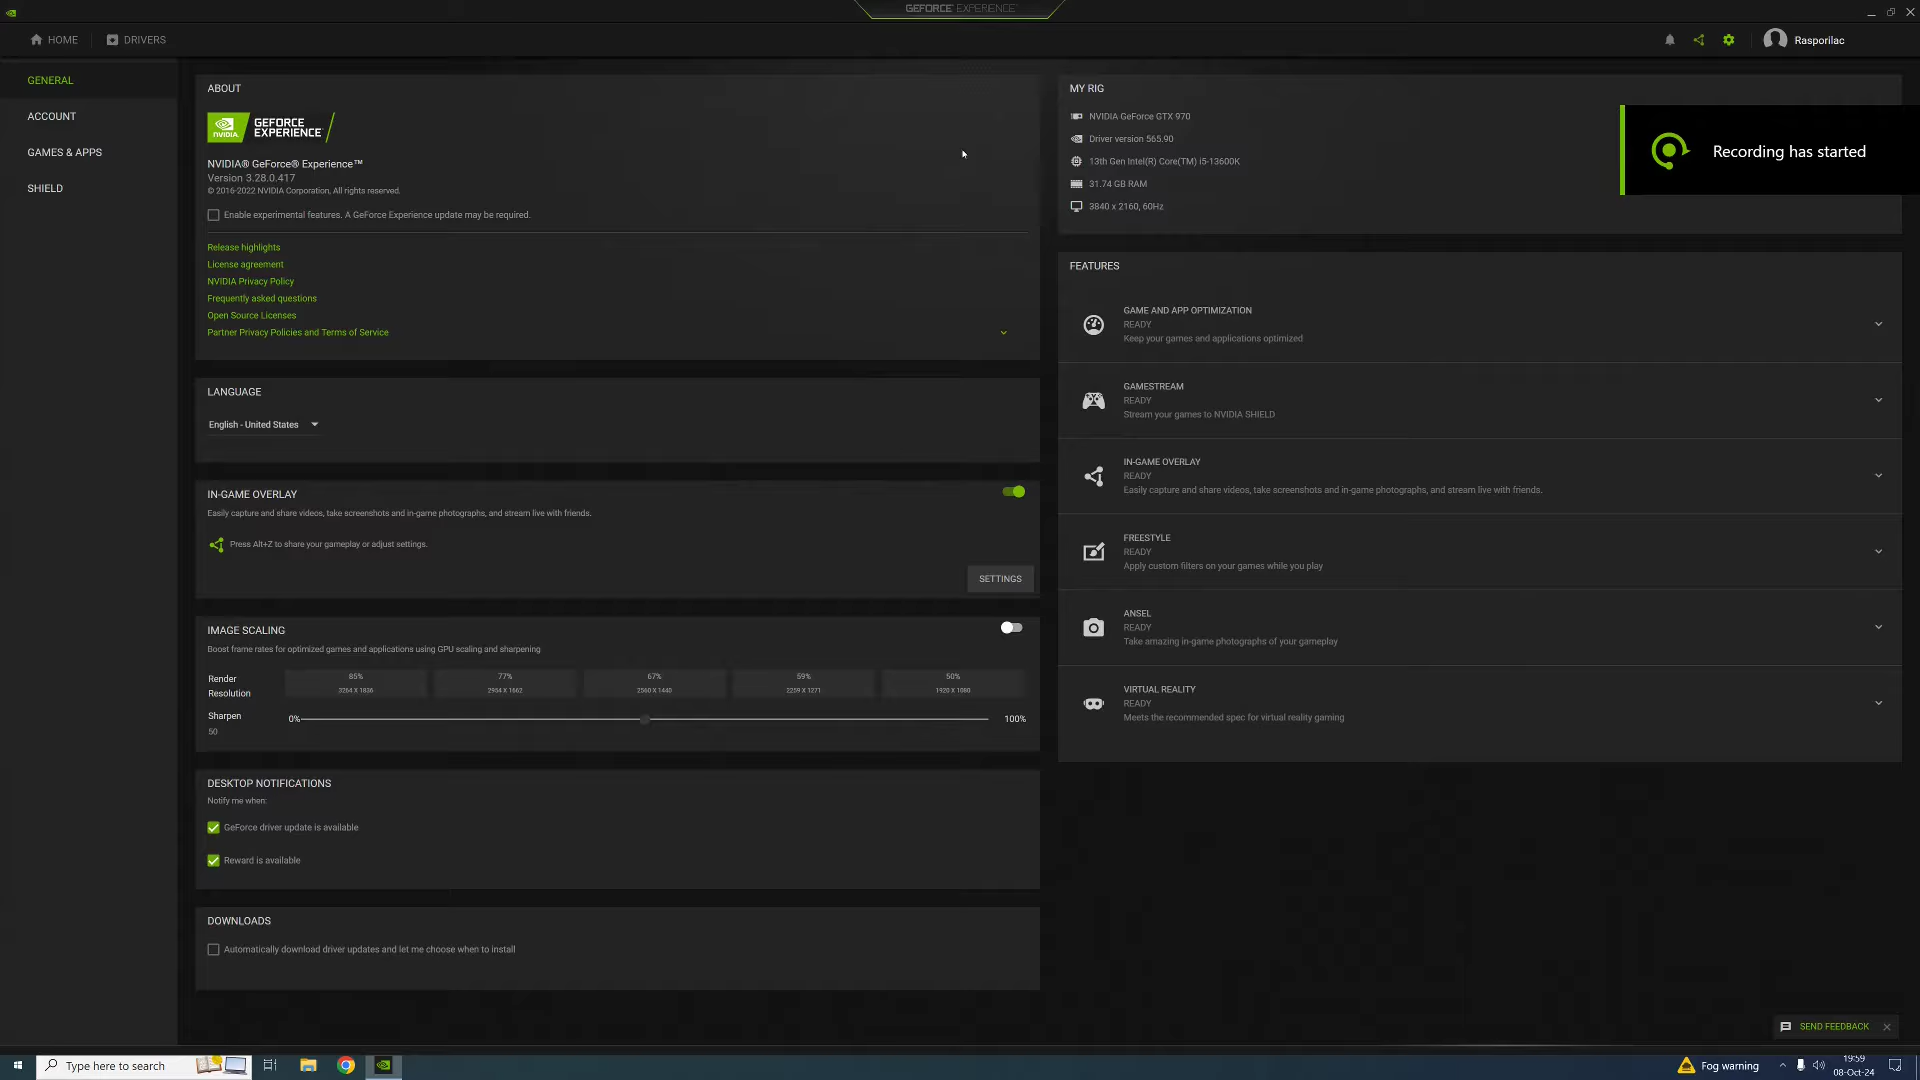 GEFORCE EXPERIENCE
HOME
DRIVERS
Rasporilac
GENERAL
ACCOUNT
GAMES & APPS
SHIELD
ABOUT
NVIDIA.
GEFORCE
EXPERIENCE
NVIDIA® GeForce® Experience™
Version 3.28.0.417
© 2016-2022 NVIDIA Corporation, All rights reserved.
Enable experimental features. A GeForce Experience update may be required.
Release highlights
License agreement
NVIDIA Privacy Policy
Frequently asked questions
Open Source Licenses
Partner Privacy Policies and Terms of Service
LANGUAGE
English - United States
IN-GAME OVERLAY
Easily capture and share videos, take screenshots and in-game photographs, and stream live with friends.
Press Alt+Z to share your gameplay or adjust settings.
SETTINGS
IMAGE SCALING
Boost frame rates for optimized games and applications using GPU scaling and sharpening
Render
Resolution
85%
3264 X 1836
77%
2954 X 1662
67%
2560 X 1440
59%
2259 X 1271
50%
1920 X 1080
Sharpen
50
0%
100%
DESKTOP NOTIFICATIONS
Notify me when:
GeForce driver update is available
Reward is available
DOWNLOADS
Automatically download driver updates and let me choose when to install
MY RIG
NVIDIA GeForce GTX 970
Driver version 565.90
13th Gen Intel(R) Core(TM) i5-13600K
31.74 GB RAM
3840 x 2160, 60Hz
Recording has started
FEATURES
GAME AND APP OPTIMIZATION
READY
Keep your games and applications optimized
GAMESTREAM
READY
Stream your games to NVIDIA SHIELD
IN-GAME OVERLAY
READY
Easily capture and share videos, take screenshots and in-game photographs, and stream live with friends.
FREESTYLE
READY
Apply custom filters on your games while you play
ANSEL
READY
Take amazing in-game photographs of your gameplay
VIRTUAL REALITY
READY
Meets the recommended spec for virtual reality gaming
SEND FEEDBACK
Type here to search
Fog warning
19:59
08-Oct-24